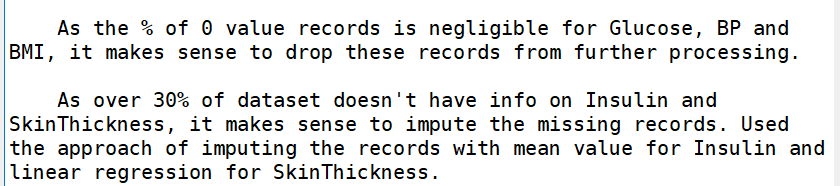 As the % of 0 value records is negligible for Glucose, BP and
BMI, it makes sense to drop these records from further processing.
As over 30% of dataset doesn't have info on Insulin and
SkinThickness, it makes sense to impute the missing records. Used
the approach of imputing the records with mean value for Insulin and
linear regression for SkinThickness.